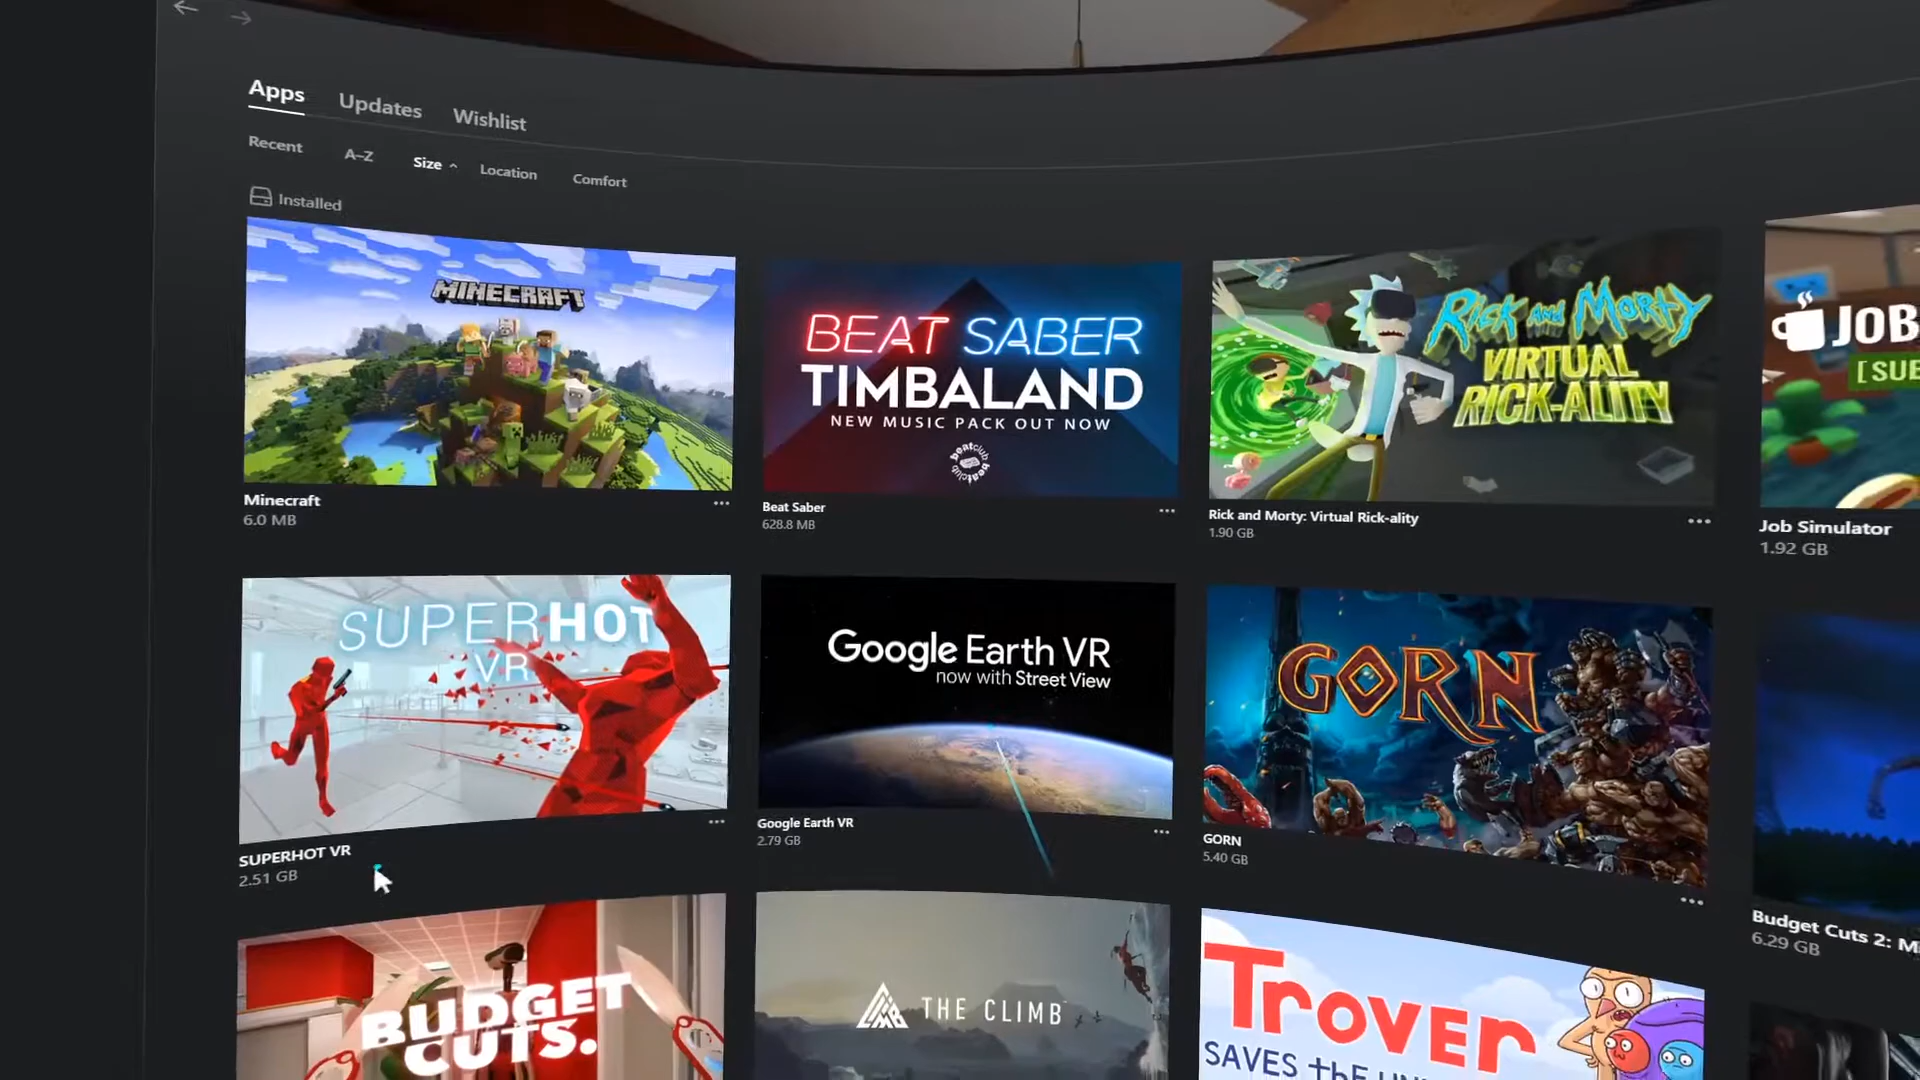 Apps
Updates
Wishlist
Recent
A–Z
Size
Location
Comfort
Installed
MINECRAFT
BEAT SABER
TIMBALAND
NEW MUSIC PACK OUT NOW
beatclub beatclub
Rick and Morty
VIRTUAL
RICK-ALITY
JOB
[SUE
Minecraft
6.0 MB
Beat Saber
628.8 MB
Rick and Morty: Virtual Rick-ality
1.90 GB
Job Simulator
1.92 GB
SUPERHOT
VR
Google Earth VR
now with Street View
GORN
SUPERHOT VR
2.51 GB
Google Earth VR
2.79 GB
GORN
5.40 GB
Budget Cuts 2: M
6.29 GB
BUDGET
CUTS.
THE CLIMB
TrOVER
SAVES thE